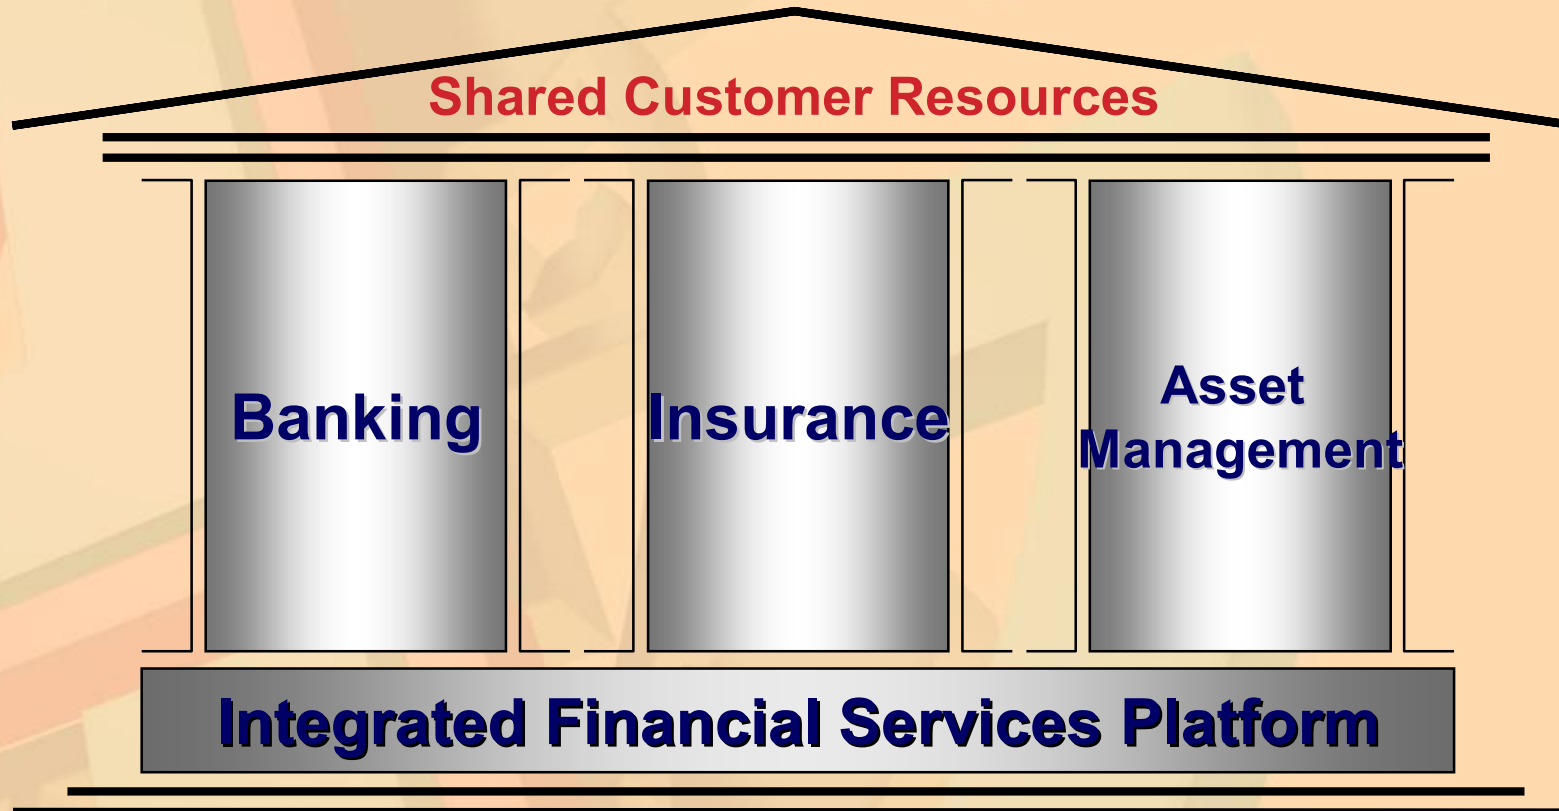 Shared Customer Resources
Banking
Insurance
Asset
Management
Integrated Financial Services Platform